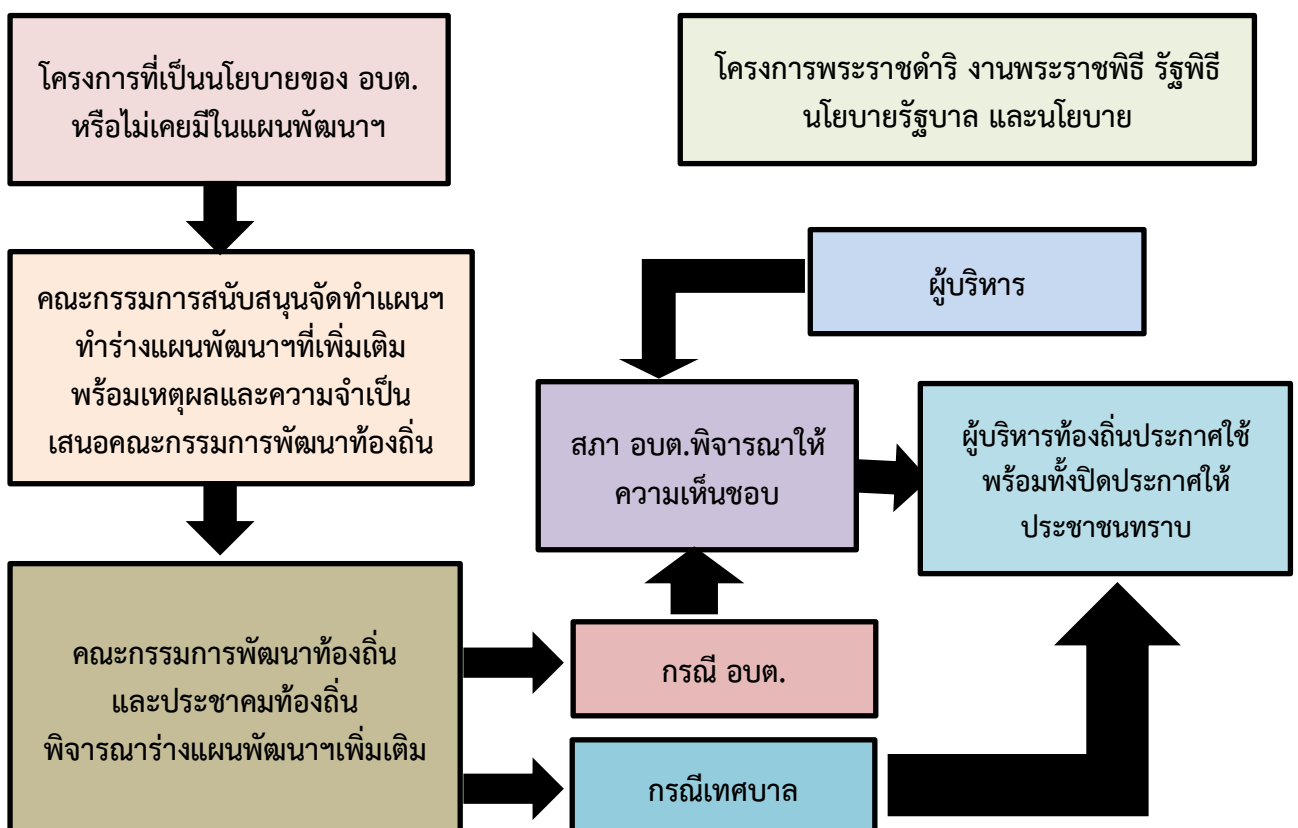 โครงการที่เป็นนโยบายของ อบต.
หรือไม่เคยมีในแผนพัฒนาฯ
โครงการพระราชดำริ งานพระราชพิธี รัฐพิธี
นโยบายรัฐบาล และนโยบาย
คณะกรรมการสนับสนุนจัดทำแผนฯ
ทำร่างแผนพัฒนาฯที่เพิ่มเติม
พร้อมเหตุผลและความจำเป็น
เสนอคณะกรรมการพัฒนาท้องถิ่น
ผู้บริหาร
สภา อบต.พิจารณาให้
ความเห็นชอบ
ผู้บริหารท้องถิ่นประกาศใช้
พร้อมทั้งปิดประกาศให้
ประชาชนทราบ
คณะกรรมการพัฒนาท้องถิ่น
และประชาคมท้องถิ่น
พิจารณาร่างแผนพัฒนาฯเพิ่มเติม
กรณี อบต.
กรณีเทศบาล